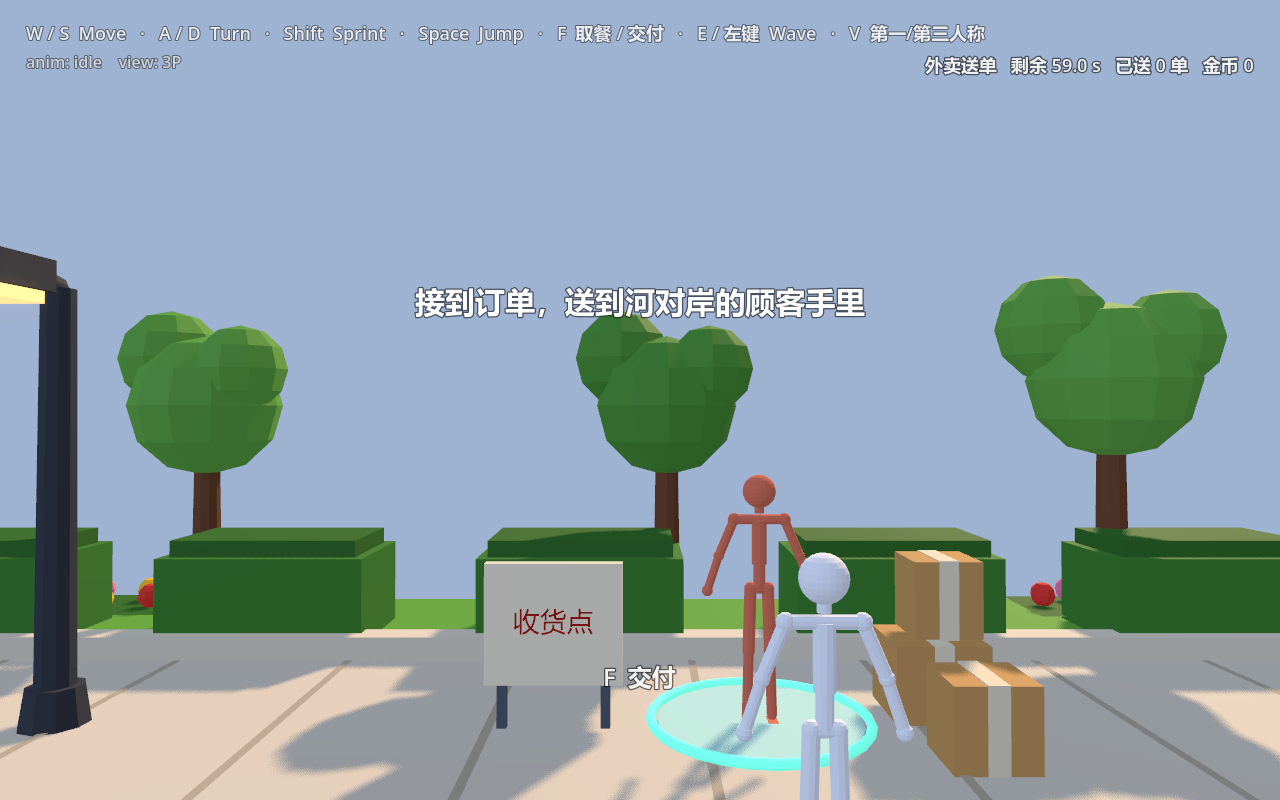 W / S Move · A / D Turn · Shift Sprint · Space Jump · F 取餐 / 交付 · E / 左键 Wave · V 第一/第三人称
anim: idle view: 3P
外卖送单 剩余 59.0 s 已送 0 单 金币 0
接到订单，送到河对岸的顾客手里
收货点
F 交付